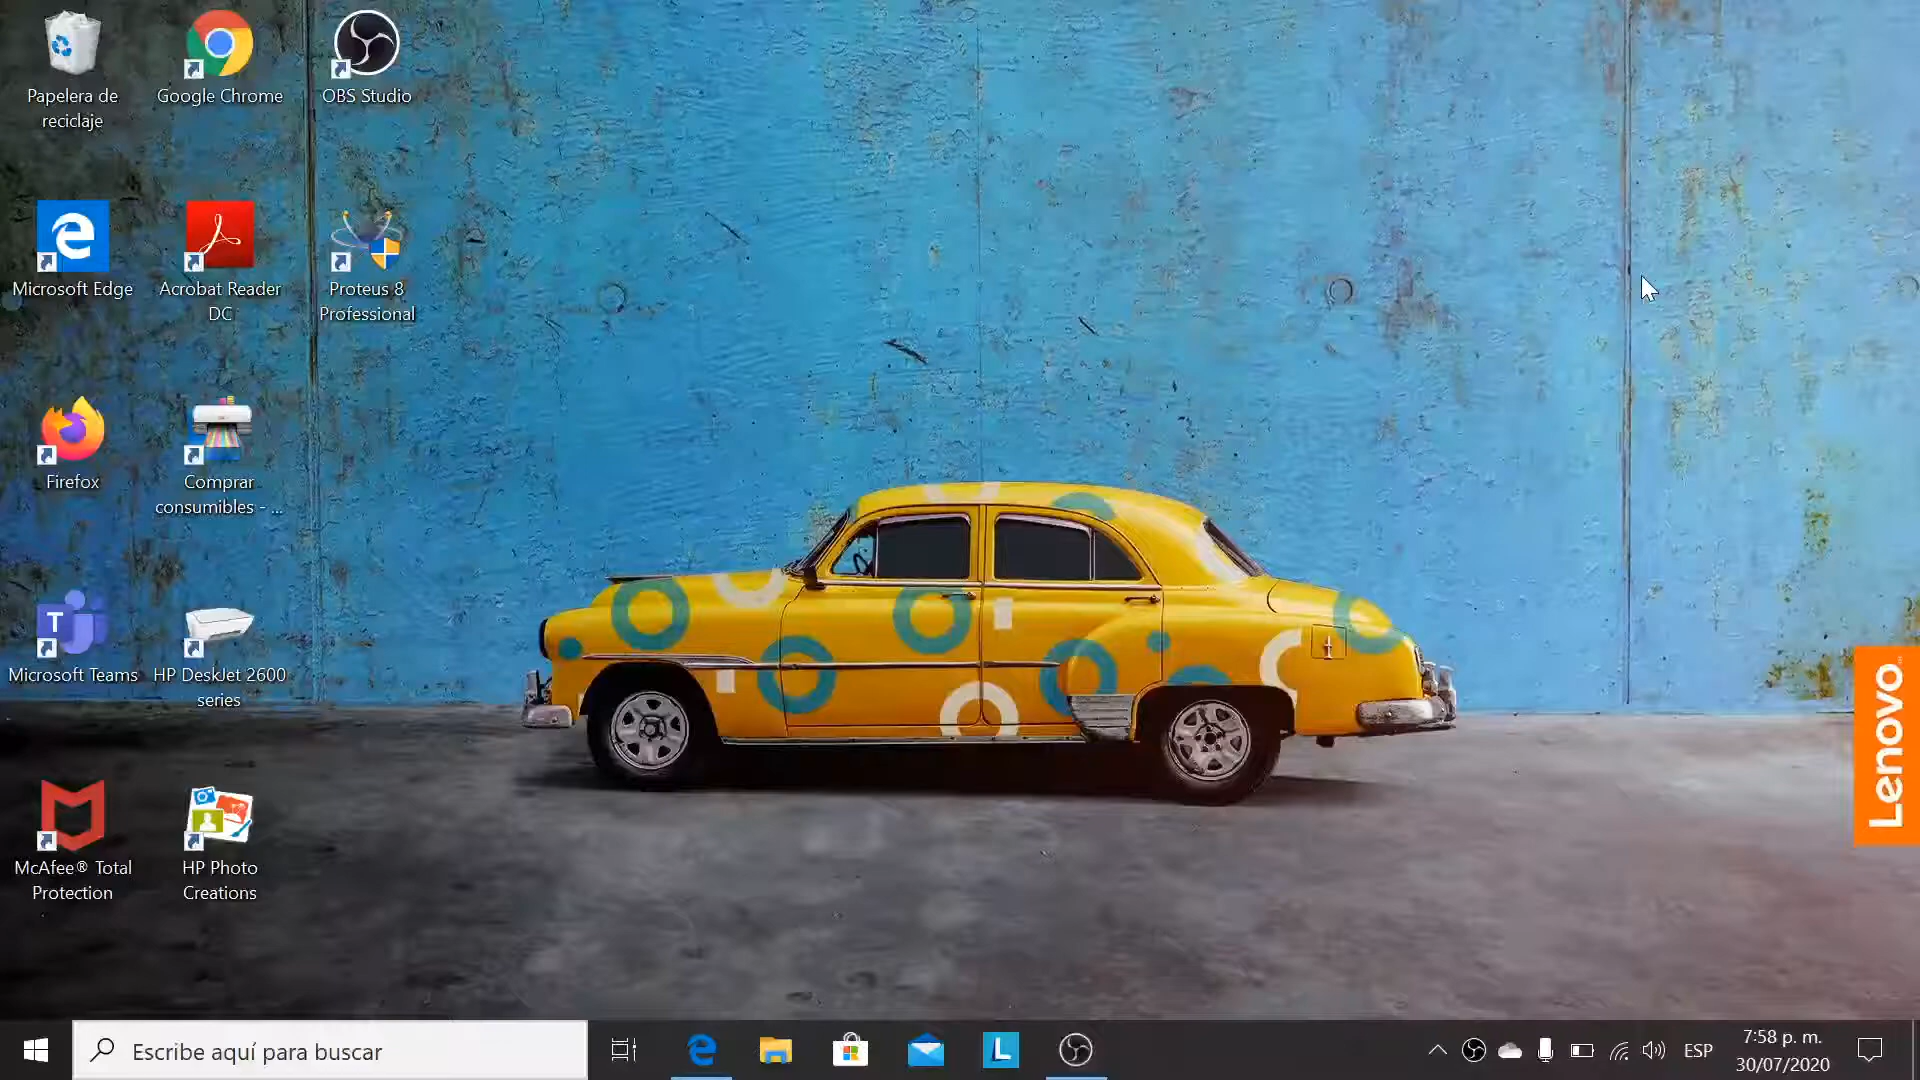 Papelera de
reciclaje
Google Chrome
OBS Studio
Microsoft Edge
Acrobat Reader
DC
Proteus 8
Professional
Firefox
Comprar
consumibles - ...
T
Microsoft Teams
HP DeskJet 2600
series
McAfee® Total
Protection
HP Photo
Creations
Lenovo
Escribe aquí para buscar
L
ESP
7:58 p. m.
30/07/2020